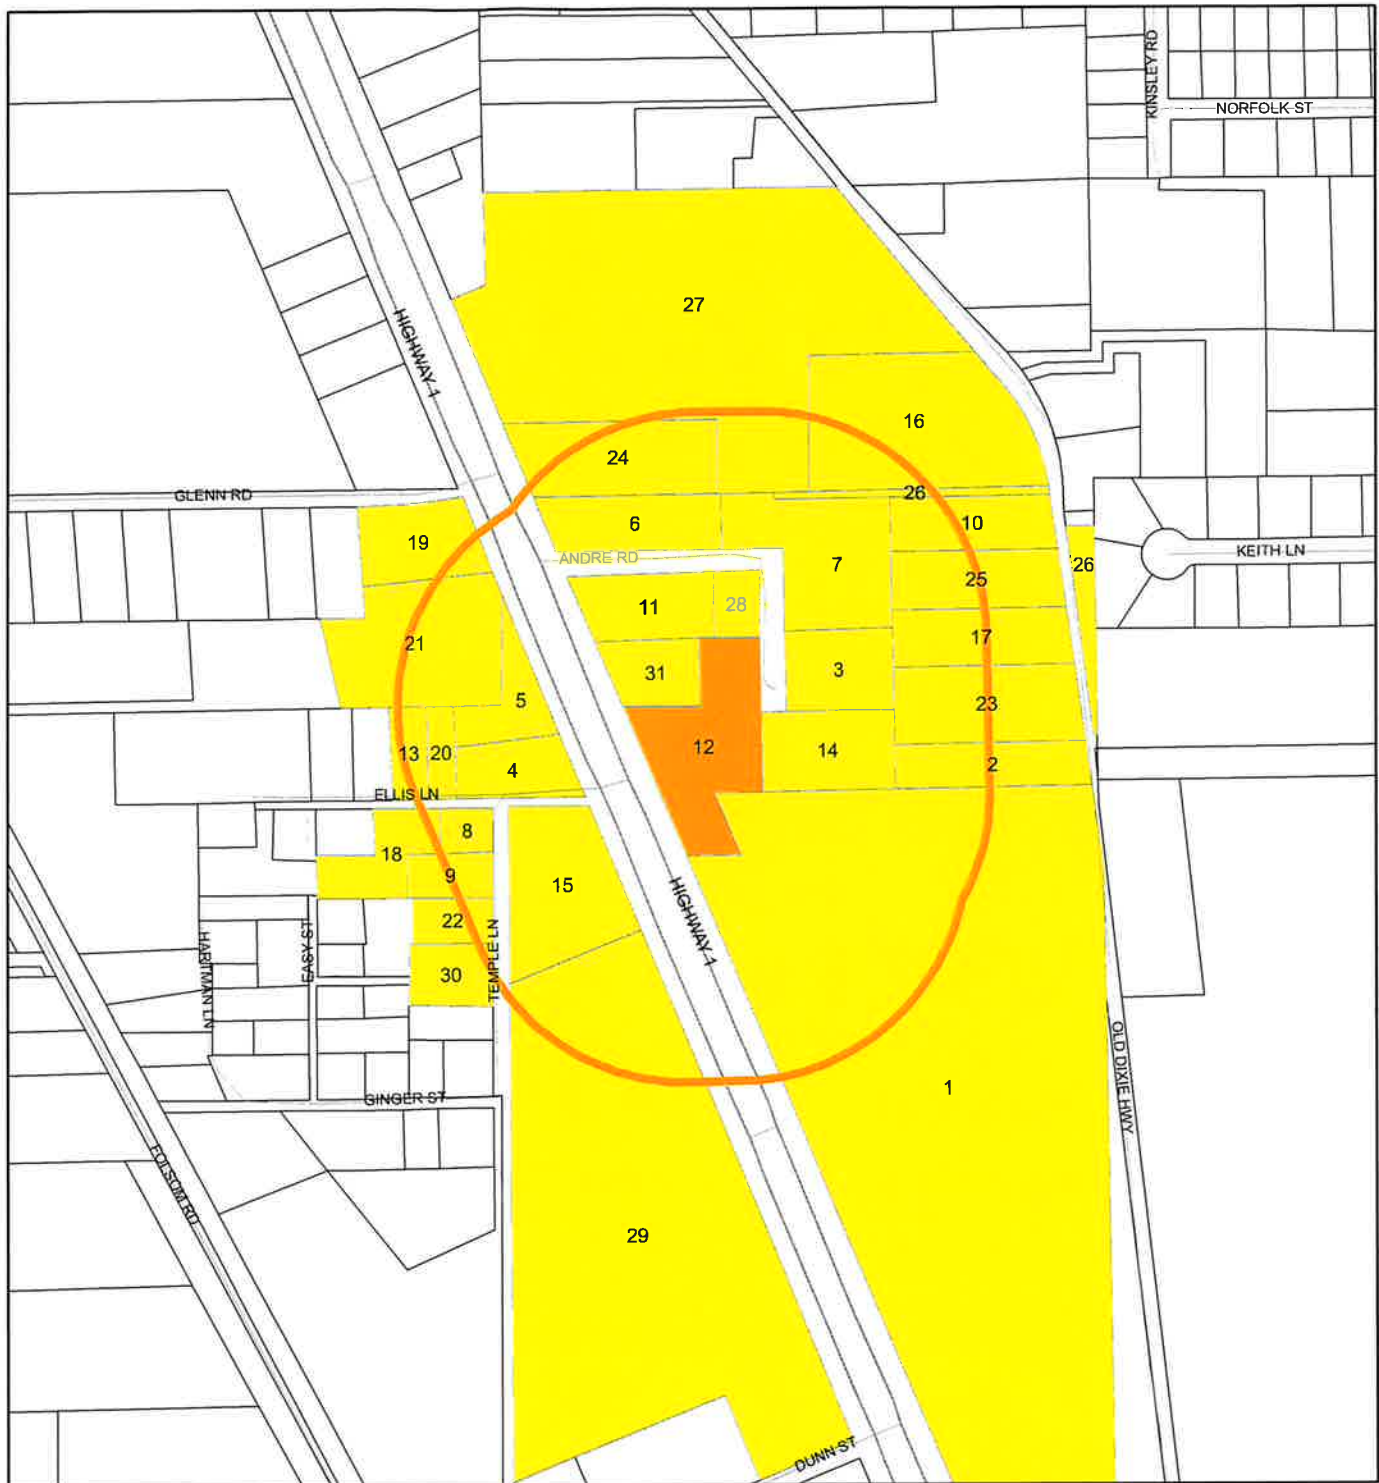 KINSLEY RD
NORFOLK ST
27
HIGHWAY 1
16
24
GLENN RD
26
6
10
19
KEITH LN
ANDRE RD
7
26
25
11
28
21
17
31
3
5
23
12
14
13
20
2
4
ELLIS LN
8
18
9
15
22
HIGHWAY 1
HARTMAN LN
EASY ST
TEMPLE LN
30
OLD DIXIE HWY
1
GINGER ST
FOLSOM RD
29
DUNN ST